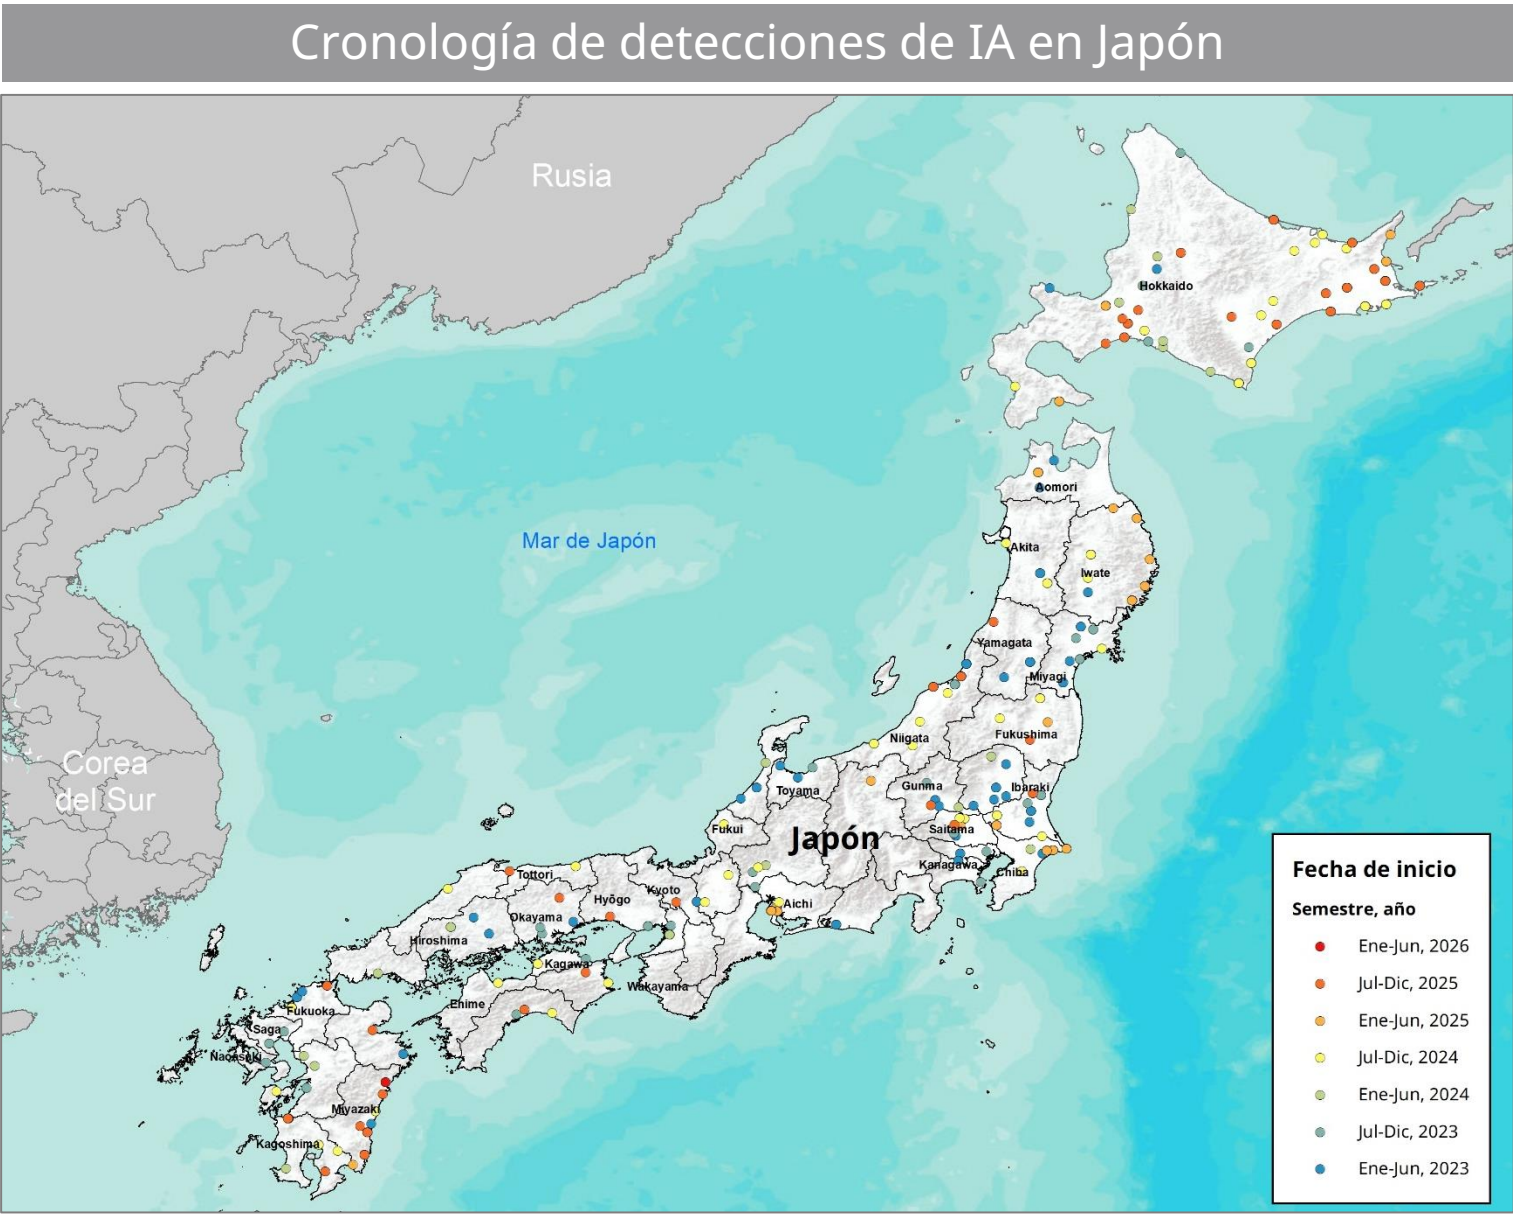 Cronología de detecciones de IA en Japón
Rusia
Hokkaido
Aomori
Mar de Japón
Akita
Iwate
Yamagata
Miyagi
Corea
del Sur
Niigata
Fukushima
Toyama
Gunma
Ibaraki
Fukui
Japón
Saitama
Kanagawa
Chiba
Tottori
Hyōgo
Kyoto
Aichi
Okayama
Hiroshima
Kagawa
Wakayama
Ehime
Fukuoka
Saga
Nagasaki
Miyazaki
Kagoshima
Fecha de inicio
Semestre, año
Ene-Jun, 2026
Jul-Dic, 2025
Ene-Jun, 2025
Jul-Dic, 2024
Ene-Jun, 2024
Jul-Dic, 2023
Ene-Jun, 2023